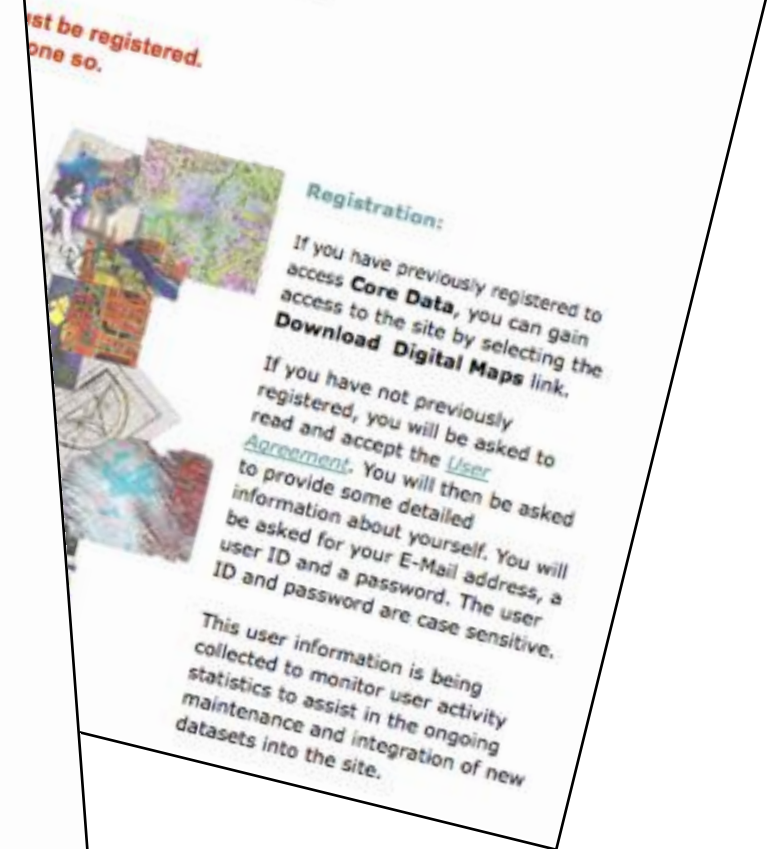 ust be registered.
one so.
Registration:
If you have previously registered to
access Core Data, you can gain
access to the site by selecting the
Download Digital Maps link.
If you have not previously
registered, you will be asked to
read and accept the User
Agreement. You will then be asked
to provide some detailed
information about yourself. You will
be asked for your E-Mail address, a
user ID and a password. The user
ID and password are case sensitive.
This user information is being
collected to monitor user activity
statistics to assist in the ongoing
maintenance and integration of new
datasets into the site.